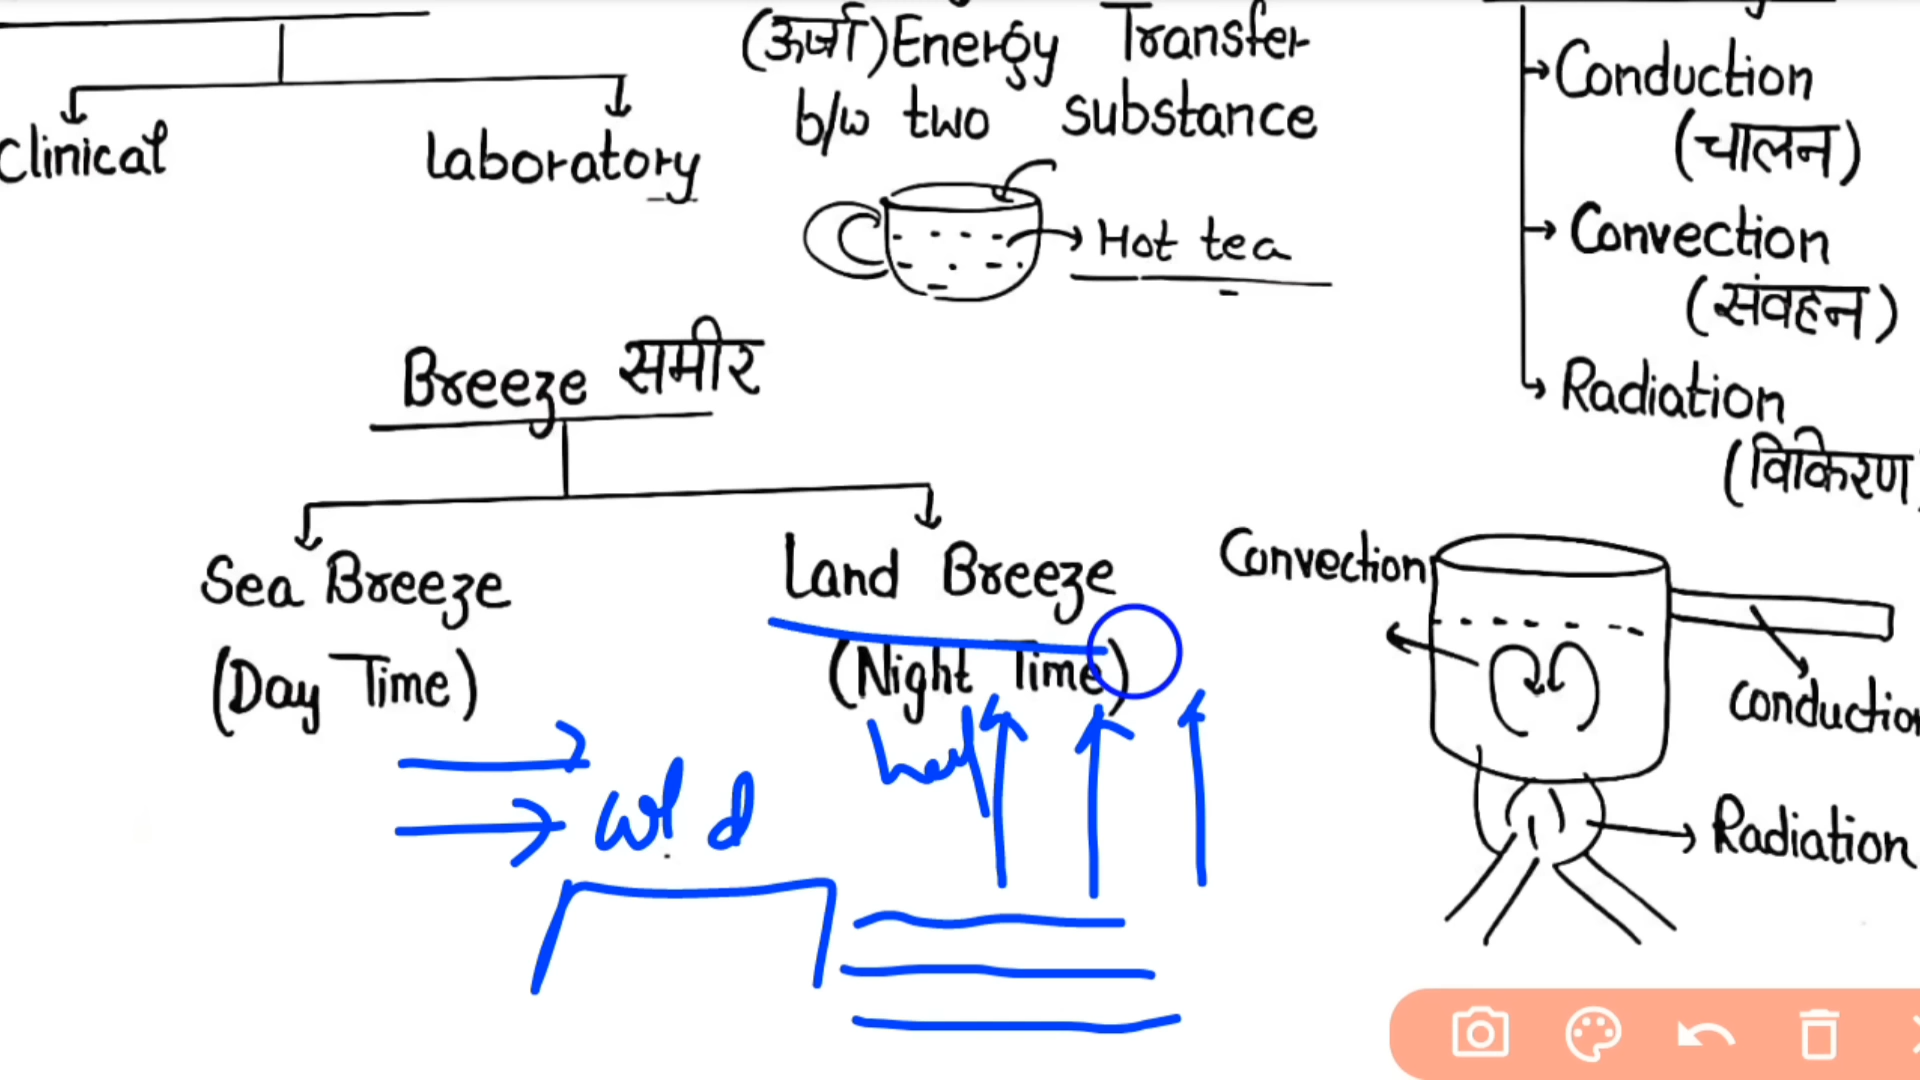 Clinical
Laboratory
(ऊर्जा) Energy Transfer
b/w two substance
Hot tea
Conduction
(चालन)
Convection
(संवहन)
Radiation
(विकिरण)
Breeze समीर
Sea Breeze
(Day Time)
Land Breeze
(Night Time)
Convection
conduction
Radiation